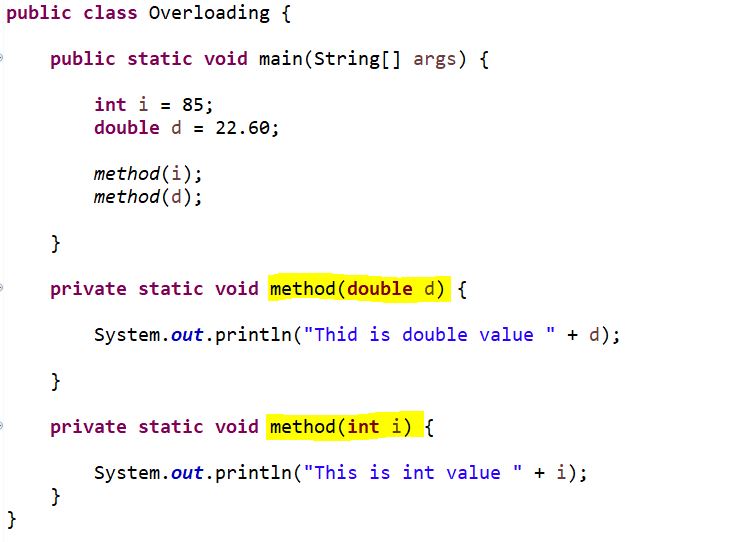 public class Overloading {
public static void main(String[] args) {
int i = 85;
double d = 22.60;
method(i);
method(d);
}
private static void method(double d) {
System.out.println("Thid is double value " + d);
}
private static void method(int i) {
System.out.println("This is int value " + i);
}
}